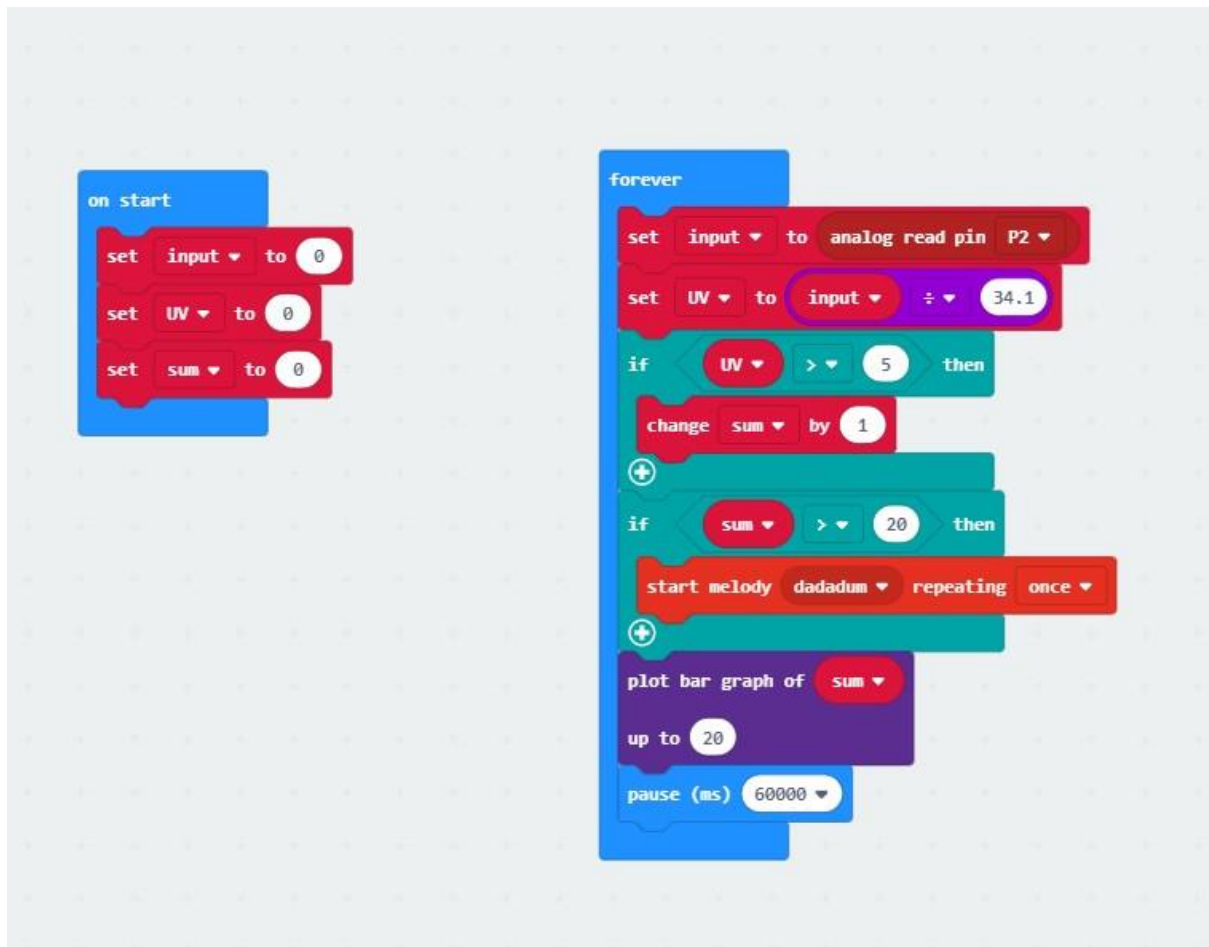 on start
set input to 0
set UV to 0
set sum to 0
forever
set input to analog read pin P2
set UV to input ÷ 34.1
if UV > 5 then
change sum by 1
if sum > 20 then
start melody dadadum repeating once
plot bar graph of sum
up to 20
pause (ms) 60000